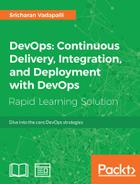 Sricharan Vadapalli
DevOps: Continuous
Delivery, Integration,
and Deployment
with DevOps
Rapid Learning Solution
Dive into the core DevOps strategies
Packt>